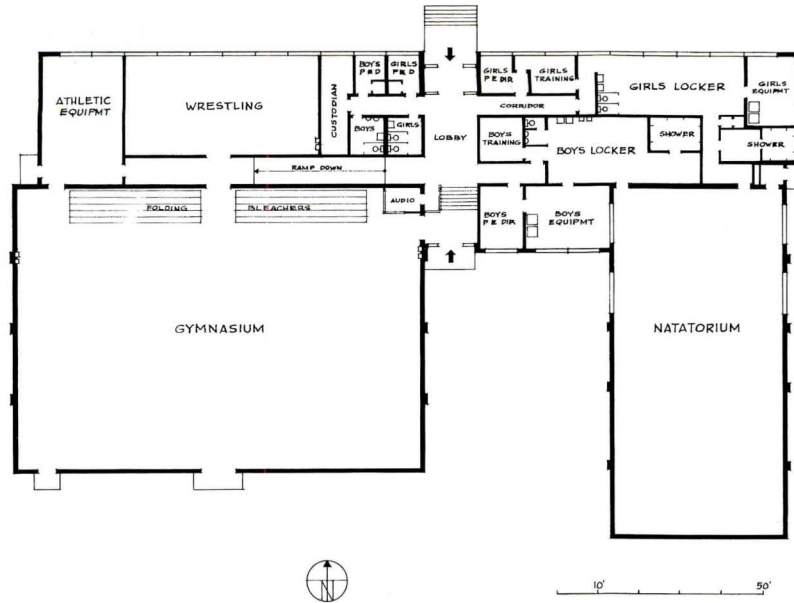 BOYS
P E D
GIRLS
P E D
GIRLS
PE DIR
GIRLS
TRAINING
ATHLETIC
EQUIPMT
WRESTLING
CUSTODIAN
GIRLS LOCKER
GIRLS
EQUIPMT
CORRIDOR
BOYS
GIRLS
LOBBY
BOYS
TRAINING
BOYS LOCKER
SHOWER
SHOWER
RAMP DOWN
AUDIO
FOLDING
BLEACHERS
BOYS
PE DIR
BOYS
EQUIPMT
GYMNASIUM
NATATORIUM
N
10'
50'